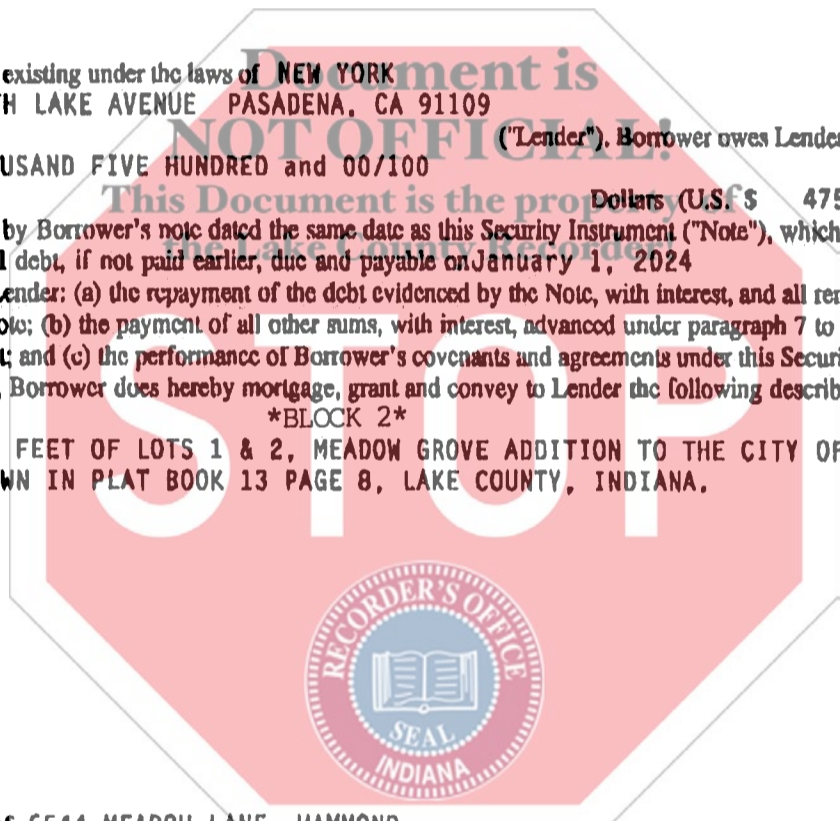 existing under the laws of NEW YORK
H LAKE AVENUE PASADENA, CA 91109
("Lender"). Borrower owes Lender
USAND FIVE HUNDRED and 00/100
Dollars (U.S. $ 475
by Borrower's note dated the same date as this Security Instrument ("Note"), which
l debt, if not paid earlier, due and payable on January 1, 2024
ender: (a) the repayment of the debt evidenced by the Note, with interest, and all ren
ote; (b) the payment of all other sums, with interest, advanced under paragraph 7 to
t; and (c) the performance of Borrower's covenants and agreements under this Securi
, Borrower does hereby mortgage, grant and convey to Lender the following describ
*BLOCK 2*
FEET OF LOTS 1 & 2, MEADOW GROVE ADDITION TO THE CITY OF
WN IN PLAT BOOK 13 PAGE 8, LAKE COUNTY, INDIANA.
MEADOW LANE, HAMMOND
Document is
NOT OFFICIAL!
This Document is the property of
the Lake County Recorder!
STOP
RECORDER'S OFFICE
SEAL
INDIANA